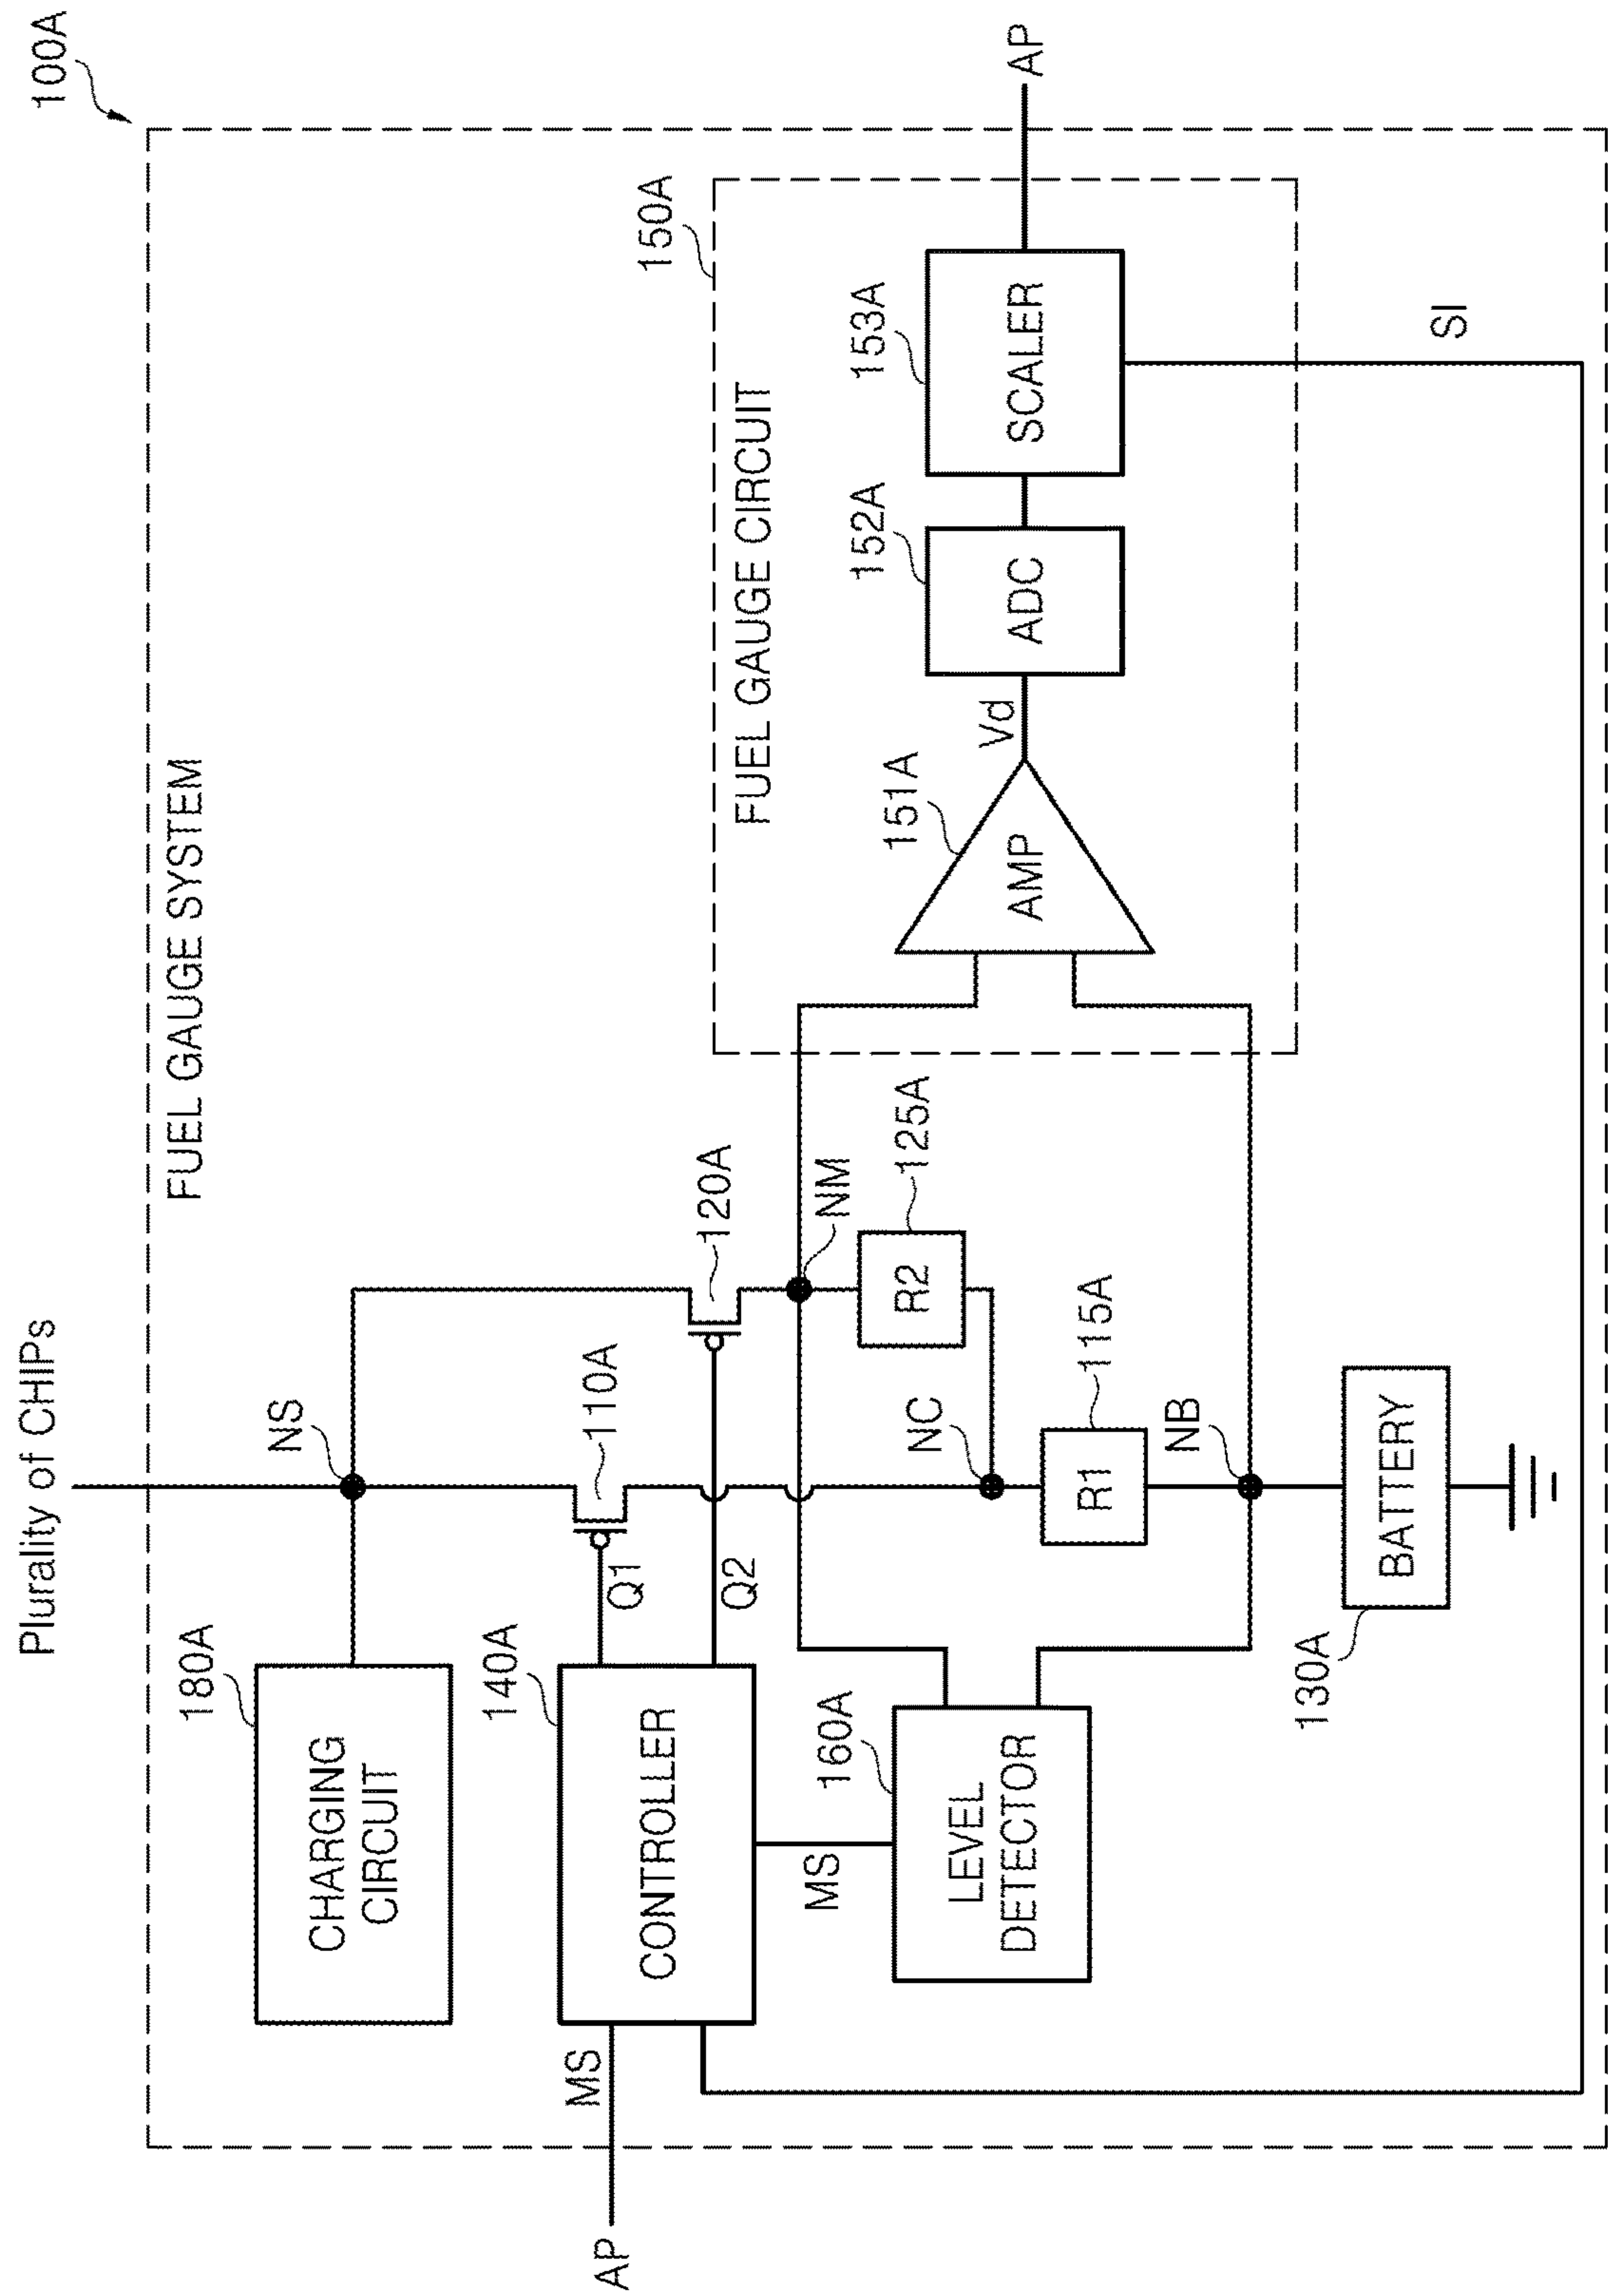 100A
Plurality of CHIPs
FUEL GAUGE SYSTEM
180A
CHARGING
CIRCUIT
NS
110A
120A
140A
CONTROLLER
Q1
Q2
AP
MS
MS
160A
LEVEL
DETECTOR
NM
R2
125A
NC
R1
115A
NB
BATTERY
130A
150A
FUEL GAUGE CIRCUIT
151A
AMP
Vd
152A
ADC
153A
SCALER
AP
SI